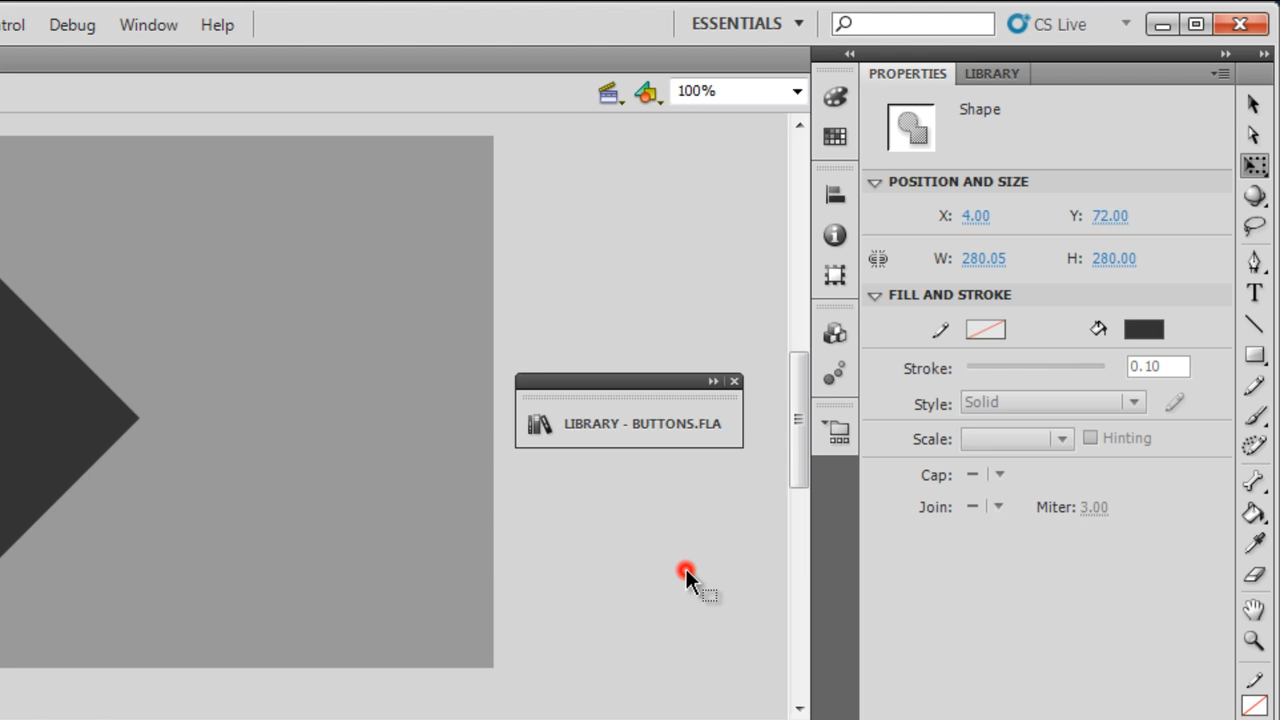 trol Debug Window Help ESSENTIALS CS Live
PROPERTIES LIBRARY
100%
Shape
POSITION AND SIZE
X: 4.00 Y: 72.00
W: 280.05 H: 280.00
FILL AND STROKE
Stroke: 0.10
Style: Solid
LIBRARY - BUTTONS.FLA
Scale: Hinting
Cap:
Join: Miter: 3.00